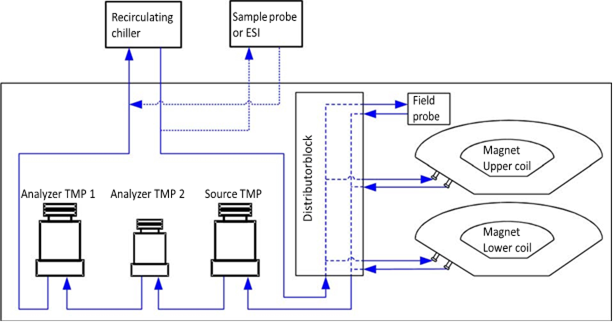 Recirculating
chiller
Sample probe
or ESI
Field
probe
Distributorblock
Magnet
Upper coil
Analyzer TMP 1
Analyzer TMP 2
Source TMP
Magnet
Lower coil